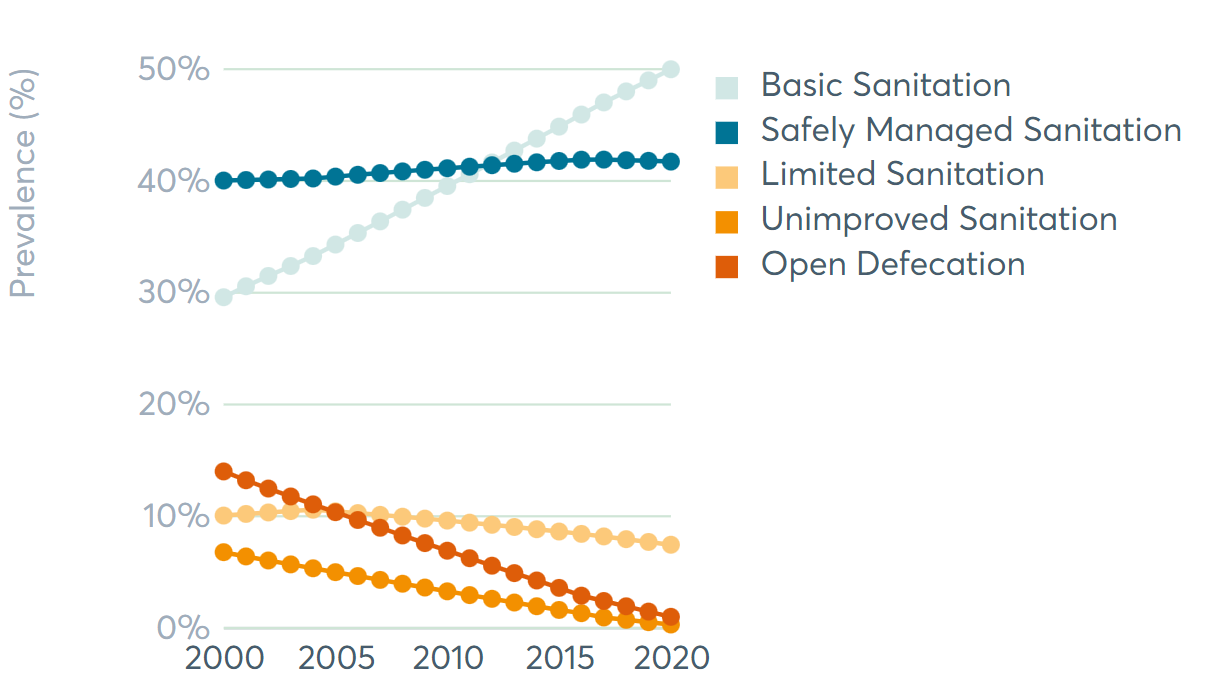 Prevalence (%)
50%
40%
30%
20%
10%
0%
2000 2005 2010 2015 2020
Basic Sanitation
Safely Managed Sanitation
Limited Sanitation
Unimproved Sanitation
Open Defecation